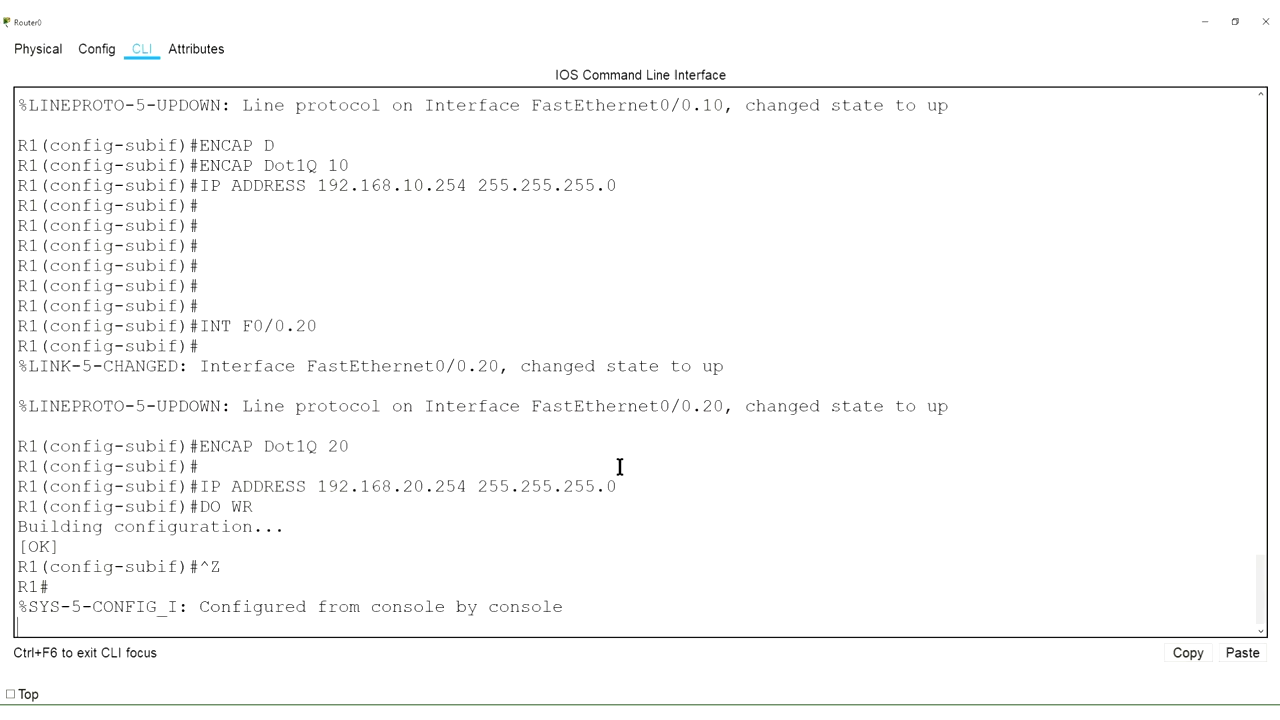 Router0
Physical Config CLI Attributes
IOS Command Line Interface
%LINEPROTO-5-UPDOWN: Line protocol on Interface FastEthernet0/0.10, changed state to up
R1(config-subif)#ENCAP D
R1(config-subif)#ENCAP Dot1Q 10
R1(config-subif)#IP ADDRESS 192.168.10.254 255.255.255.0
R1(config-subif)#
R1(config-subif)#
R1(config-subif)#
R1(config-subif)#
R1(config-subif)#
R1(config-subif)#
R1(config-subif)#INT F0/0.20
R1(config-subif)#
%LINK-5-CHANGED: Interface FastEthernet0/0.20, changed state to up
%LINEPROTO-5-UPDOWN: Line protocol on Interface FastEthernet0/0.20, changed state to up
R1(config-subif)#ENCAP Dot1Q 20
R1(config-subif)#
R1(config-subif)#IP ADDRESS 192.168.20.254 255.255.255.0
R1(config-subif)#DO WR
Building configuration...
[OK]
R1(config-subif)#^Z
R1#
%SYS-5-CONFIG_I: Configured from console by console
Ctrl+F6 to exit CLI focus
Copy Paste
Top